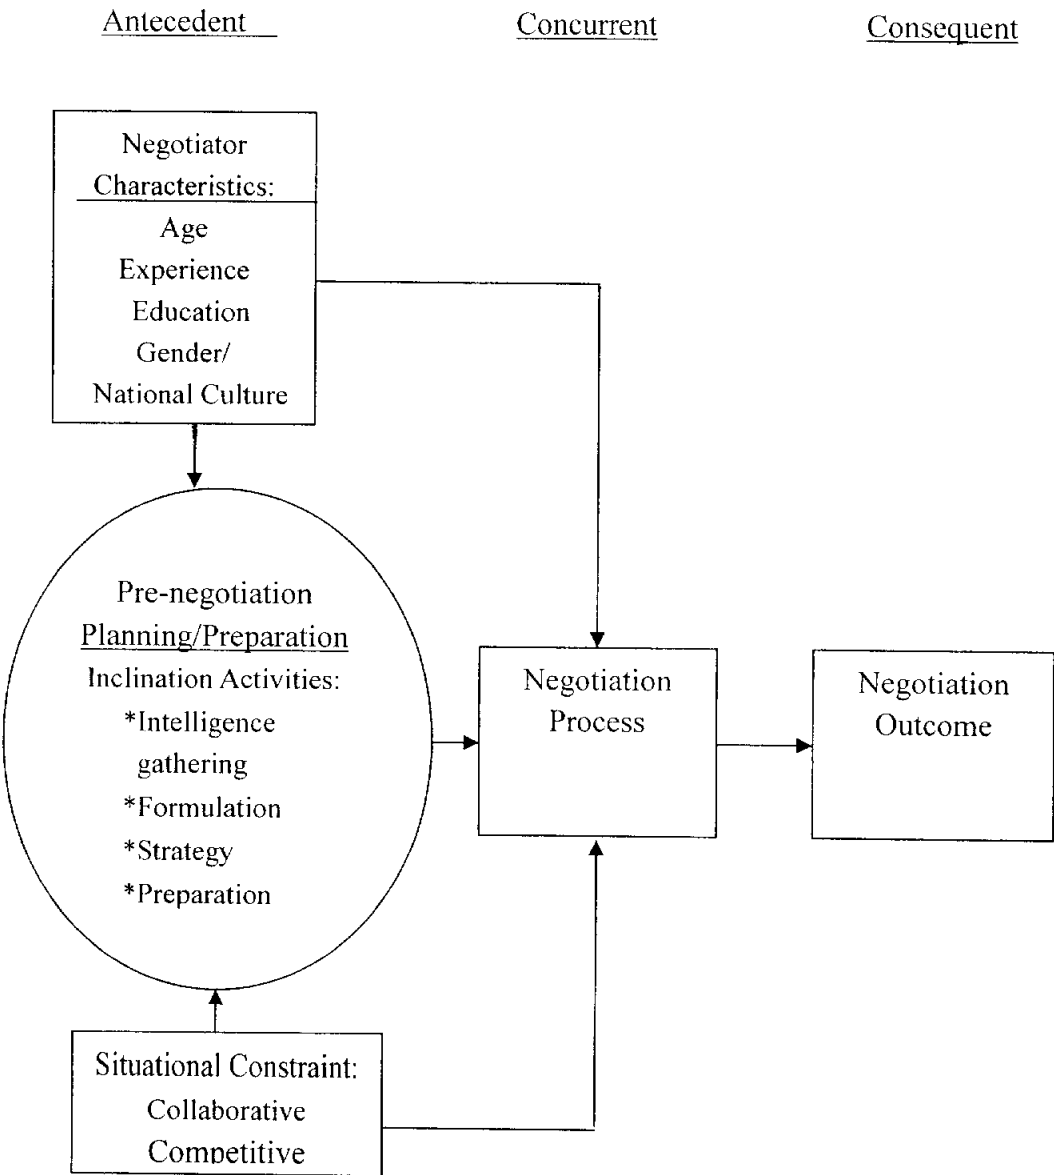 Antecedent
Concurrent
Consequent
Negotiator
Characteristics:
Age
Experience
Education
Gender/
National Culture
Pre-negotiation
Planning/Preparation
Inclination Activities:
*Intelligence
gathering
*Formulation
*Strategy
*Preparation
Negotiation
Process
Negotiation
Outcome
Situational Constraint:
Collaborative
Competitive